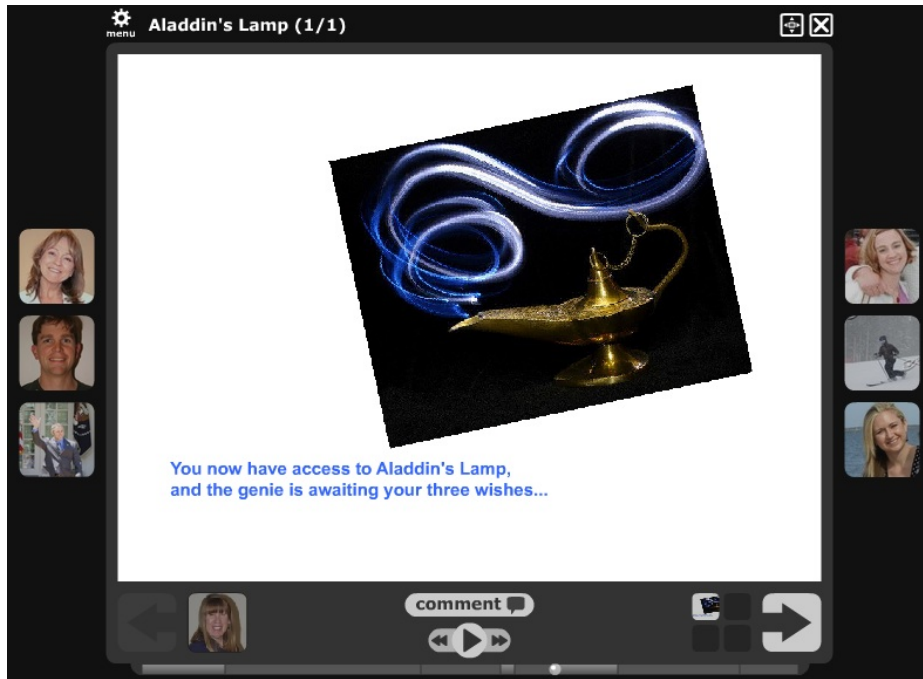 menu
Aladdin's Lamp (1/1)
You now have access to Aladdin's Lamp,
and the genie is awaiting your three wishes...
comment